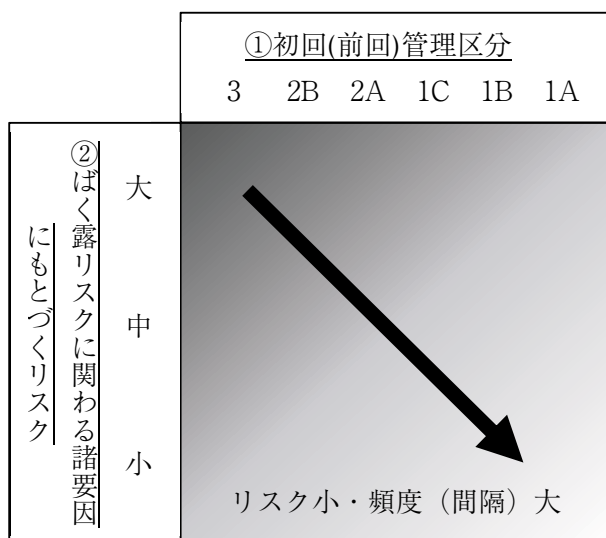 ①初回(前回)管理区分
3 2B 2A 1C 1B 1A
②ばく露リスクに関わる諸要因
にもとづくリスク
大
中
小
リスク小・頻度（間隔）大